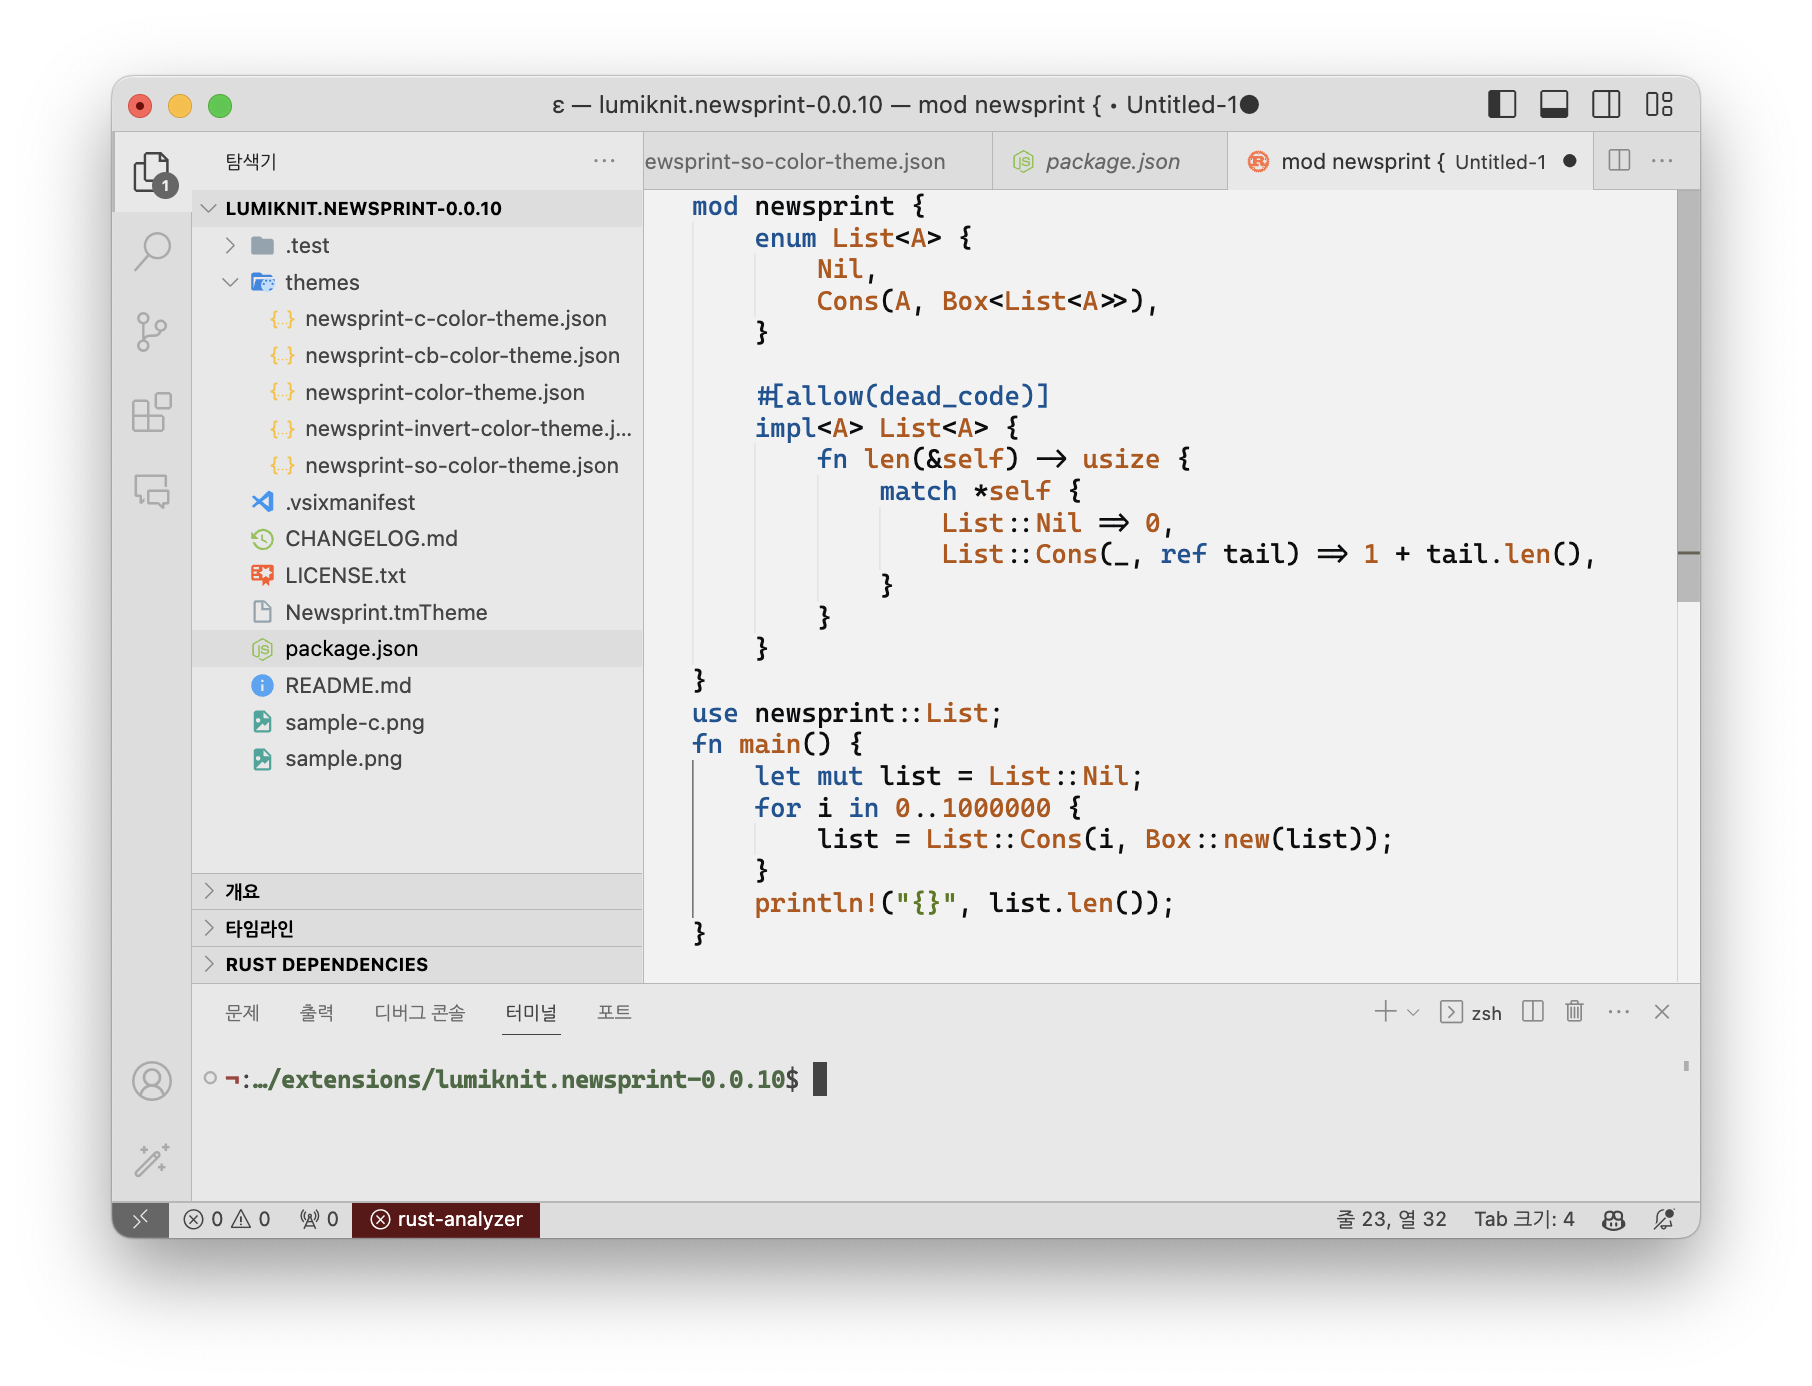 ε — lumiknit.newsprint-0.0.10 — mod newsprint { • Untitled-1●
탐색기
ewsprint-so-color-theme.json
package.json
mod newsprint { Untitled-1
1
LUMIKNIT.NEWSPRINT-0.0.10
.test
themes
{..} newsprint-c-color-theme.json
{..} newsprint-cb-color-theme.json
{..} newsprint-color-theme.json
{..} newsprint-invert-color-theme.j...
{..} newsprint-so-color-theme.json
.vsixmanifest
CHANGELOG.md
LICENSE.txt
Newsprint.tmTheme
package.json
README.md
sample-c.png
sample.png
개요
타임라인
RUST DEPENDENCIES
mod newsprint {
    enum List<A> {
        Nil,
        Cons(A, Box<List<A>>),
    }
    #[allow(dead_code)]
    impl<A> List<A> {
        fn len(&self) -> usize {
            match *self {
                List::Nil => 0,
                List::Cons(_, ref tail) => 1 + tail.len(),
            }
        }
    }
}
use newsprint::List;
fn main() {
    let mut list = List::Nil;
    for i in 0..1000000 {
        list = List::Cons(i, Box::new(list));
    }
    println!("{}", list.len());
}
문제 출력 디버그 콘솔 터미널 포트
zsh
¬:…/extensions/lumiknit.newsprint-0.0.10$
0 0 0 rust-analyzer
줄 23, 열 32 Tab 크기: 4